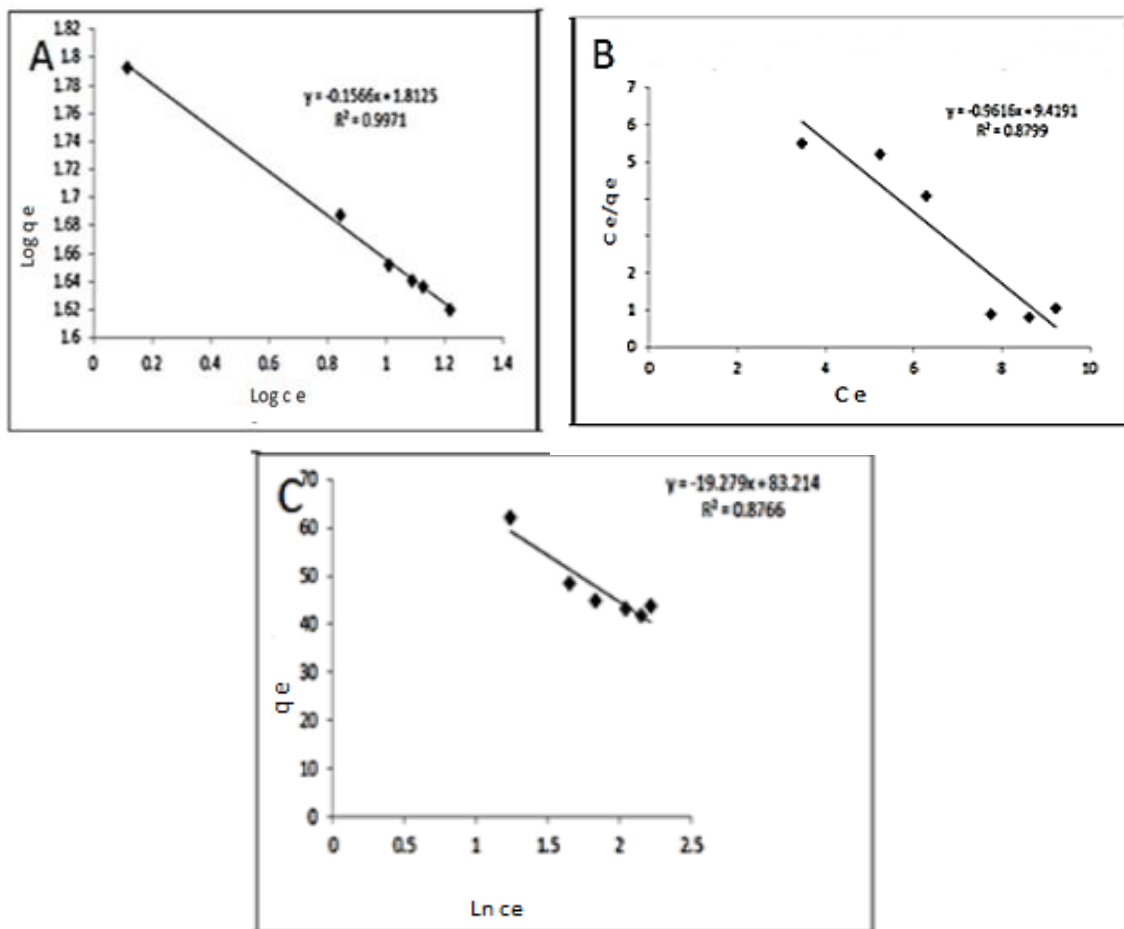 A
1.82
1.8
1.78
1.76
1.74
1.72
1.7
1.68
1.66
1.64
1.62
1.6
Log q e
y = -0.1566x + 1.8125
R² = 0.9971
0 0.2 0.4 0.6 0.8 1 1.2 1.4
Log c e
B
7
6
5
2
1
0
C e/q e
y = -0.9616x + 9.4191
R² = 0.8799
0 2 4 6 8 10
C e
C
70
60
50
40
30
20
10
0
q e
y = -19.279x + 83.214
R² = 0.8766
0 0.5 1 1.5 2 2.5
Ln ce